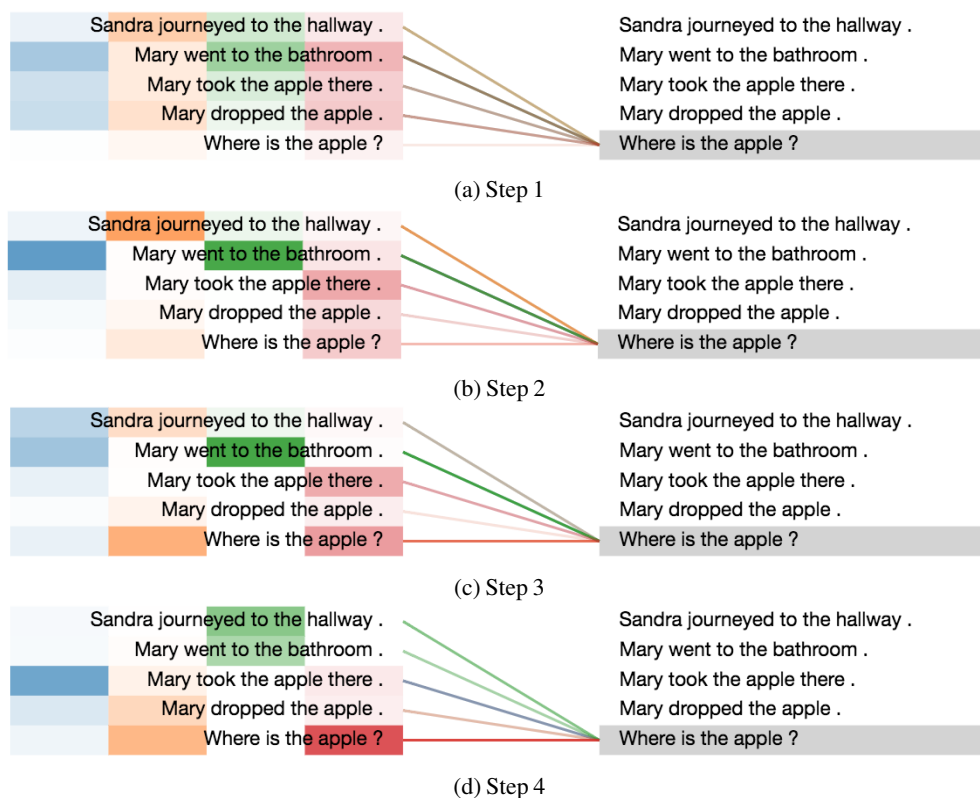 Sandra journeyed to the hallway . Sandra journeyed to the hallway .
Mary went to the bathroom . Mary went to the bathroom .
Mary took the apple there . Mary took the apple there .
Mary dropped the apple . Mary dropped the apple .
Where is the apple ? Where is the apple ?
(a) Step 1
Sandra journeyed to the hallway . Sandra journeyed to the hallway .
Mary went to the bathroom . Mary went to the bathroom .
Mary took the apple there . Mary took the apple there .
Mary dropped the apple . Mary dropped the apple .
Where is the apple ? Where is the apple ?
(b) Step 2
Sandra journeyed to the hallway . Sandra journeyed to the hallway .
Mary went to the bathroom . Mary went to the bathroom .
Mary took the apple there . Mary took the apple there .
Mary dropped the apple . Mary dropped the apple .
Where is the apple ? Where is the apple ?
(c) Step 3
Sandra journeyed to the hallway . Sandra journeyed to the hallway .
Mary went to the bathroom . Mary went to the bathroom .
Mary took the apple there . Mary took the apple there .
Mary dropped the apple . Mary dropped the apple .
Where is the apple ? Where is the apple ?
(d) Step 4